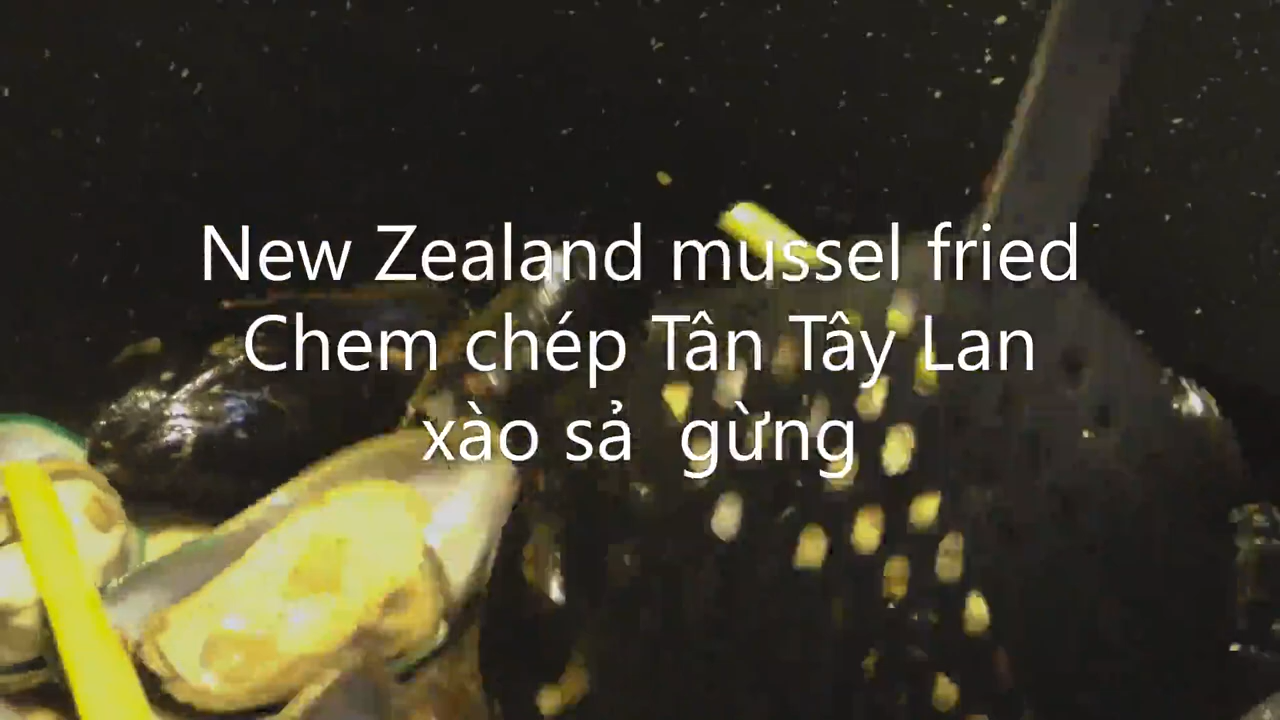 New Zealand mussel fried
Chem chép Tân Tây Lan
xào sả gừng